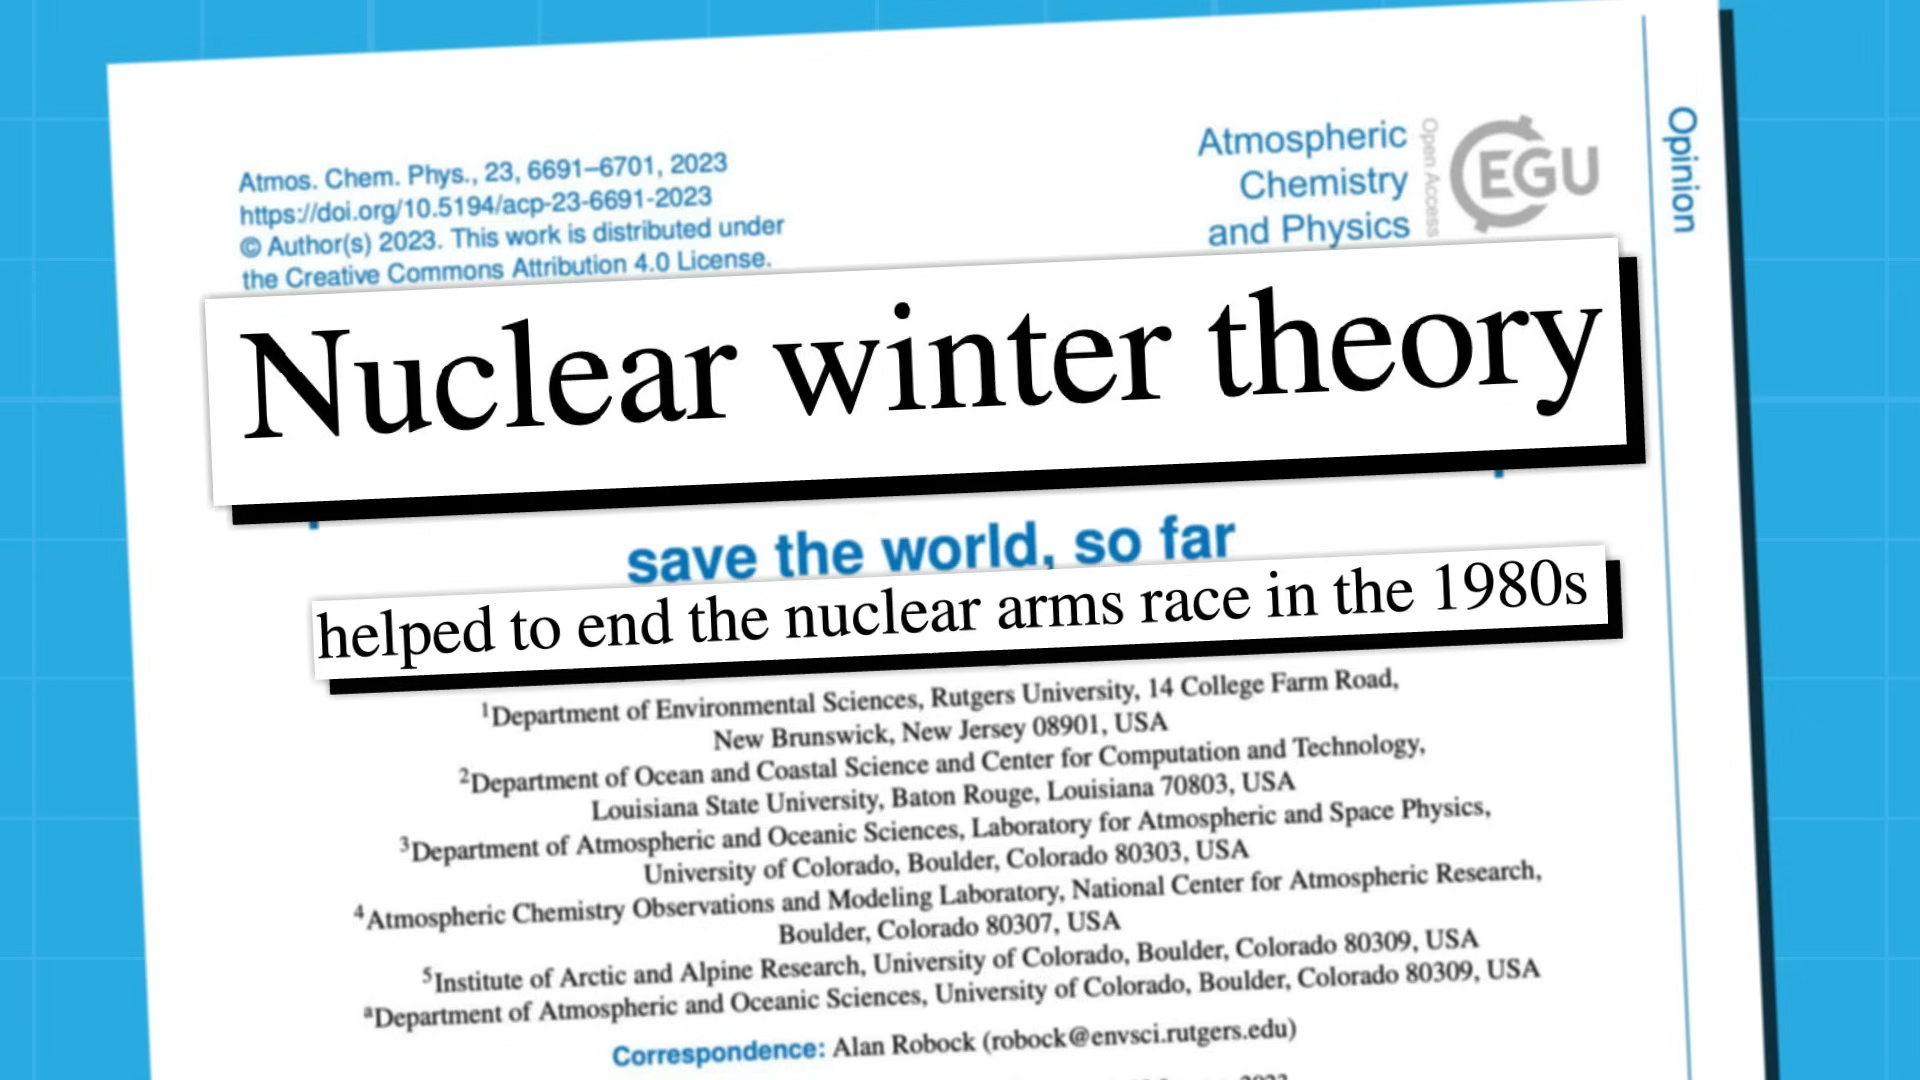 Atmos. Chem. Phys., 23, 6691–6701, 2023
https://doi.org/10.5194/acp-23-6691-2023
© Author(s) 2023. This work is distributed under
the Creative Commons Attribution 4.0 License.
Atmospheric
Chemistry
and Physics
Open Access
EGU
Opinion
Nuclear winter theory
save the world, so far
helped to end the nuclear arms race in the 1980s
1Department of Environmental Sciences, Rutgers University, 14 College Farm Road,
New Brunswick, New Jersey 08901, USA
2Department of Ocean and Coastal Science and Center for Computation and Technology,
Louisiana State University, Baton Rouge, Louisiana 70803, USA
3Department of Atmospheric and Oceanic Sciences, Laboratory for Atmospheric and Space Physics,
University of Colorado, Boulder, Colorado 80303, USA
4Atmospheric Chemistry Observations and Modeling Laboratory, National Center for Atmospheric Research,
Boulder, Colorado 80307, USA
5Institute of Arctic and Alpine Research, University of Colorado, Boulder, Colorado 80309, USA
aDepartment of Atmospheric and Oceanic Sciences, University of Colorado, Boulder, Colorado 80309, USA
Correspondence: Alan Robock (robock@envsci.rutgers.edu)